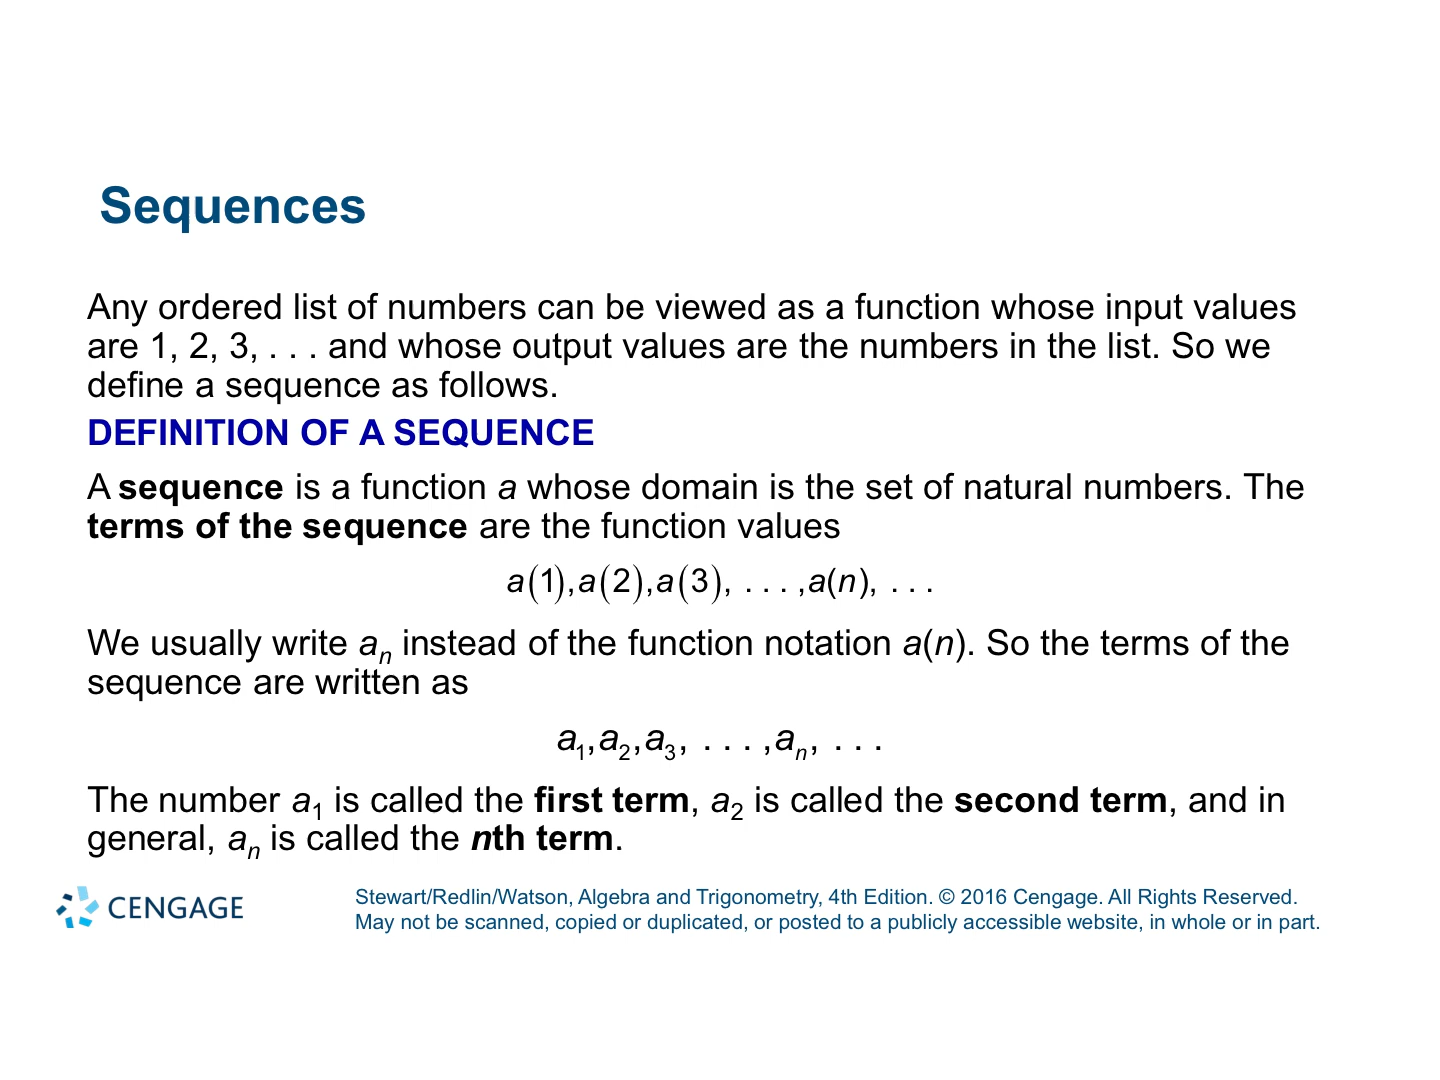 Sequences
Any ordered list of numbers can be viewed as a function whose input values
are 1, 2, 3, . . . and whose output values are the numbers in the list. So we
define a sequence as follows.
DEFINITION OF A SEQUENCE
A sequence is a function a whose domain is the set of natural numbers. The
terms of the sequence are the function values
a(1),a(2),a(3), . . . ,a(n), . . .
We usually write aₙ instead of the function notation a(n). So the terms of the
sequence are written as
a₁,a₂,a₃, . . . ,aₙ, . . .
The number a₁ is called the first term, a₂ is called the second term, and in
general, aₙ is called the nth term.
CENGAGE
Stewart/Redlin/Watson, Algebra and Trigonometry, 4th Edition. © 2016 Cengage. All Rights Reserved.
May not be scanned, copied or duplicated, or posted to a publicly accessible website, in whole or in part.